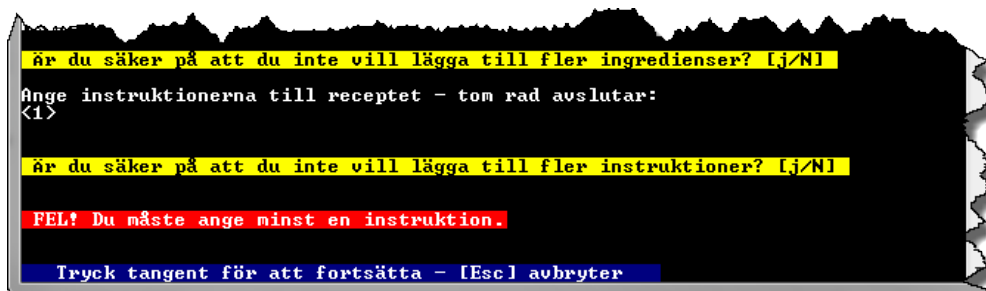 Är du säker på att du inte vill lägga till fler ingredienser? [j/N]
Ange instruktionerna till receptet – tom rad avslutar:
<1>
Är du säker på att du inte vill lägga till fler instruktioner? [j/N]
FEL! Du måste ange minst en instruktion.
Tryck tangent för att fortsätta – [Esc] avbryter